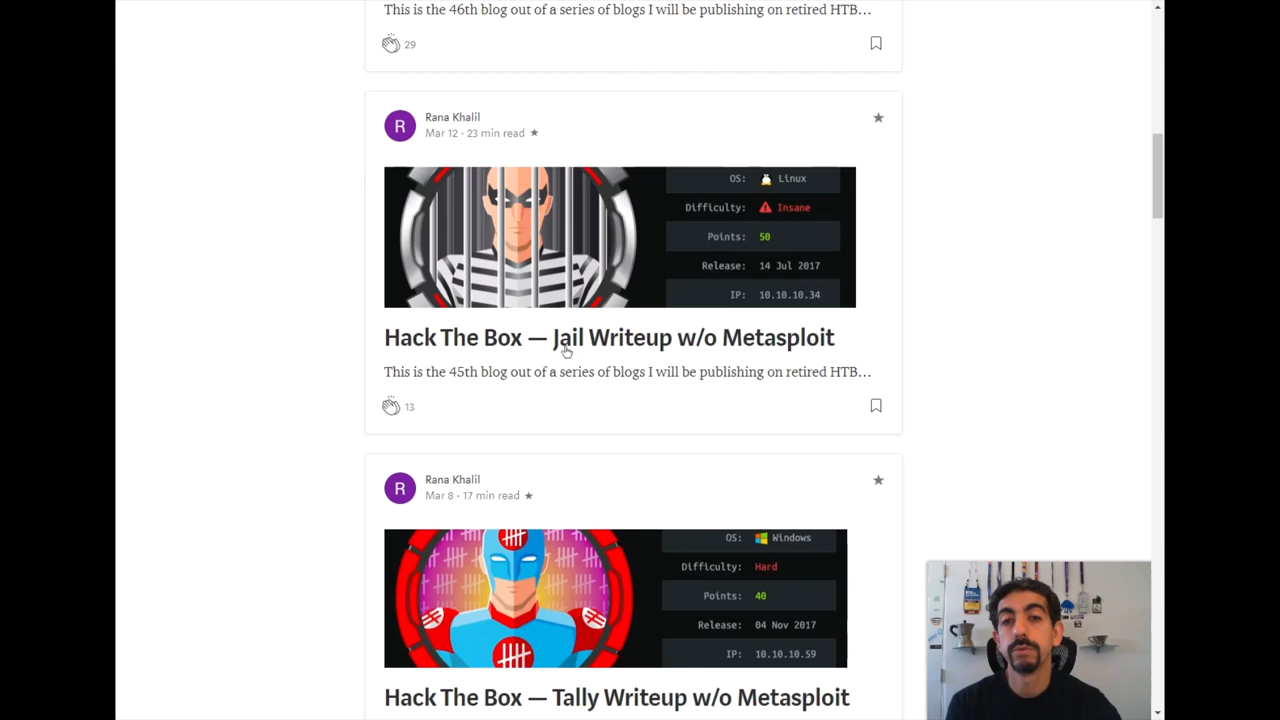 This is the 46th blog out of a series of blogs I will be publishing on retired HTB…
29
R
Rana Khalil
Mar 12 · 23 min read ★
OS: Linux
Difficulty: Insane
Points: 50
Release: 14 Jul 2017
IP: 10.10.10.34
Hack The Box — Jail Writeup w/o Metasploit
This is the 45th blog out of a series of blogs I will be publishing on retired HTB…
13
R
Rana Khalil
Mar 8 · 17 min read ★
OS: Windows
Difficulty: Hard
Points: 40
Release: 04 Nov 2017
IP: 10.10.10.59
Hack The Box — Tally Writeup w/o Metasploit